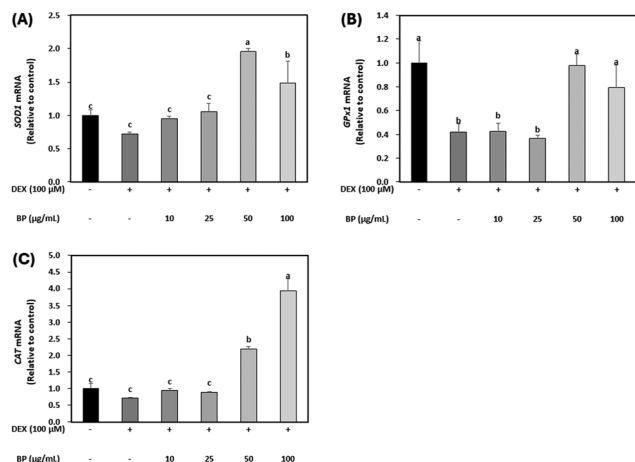 (A)
SOD1 mRNA
(Relative to control)
2.5
2.0
1.5
1.0
0.5
0.0
c
c
c
c
a
b
DEX (100 µM) - + + + + +
BP (µg/mL) - - 10 25 50 100
(B)
GPx1 mRNA
(Relative to control)
1.4
1.2
1.0
0.8
0.6
0.4
0.2
0.0
a
b
b
b
a
a
DEX (100 µM) - + + + + +
BP (µg/mL) - - 10 25 50 100
(C)
CAT mRNA
(Relative to control)
5.0
4.5
4.0
3.5
3.0
2.5
2.0
1.5
1.0
0.5
0.0
c
c
c
c
b
a
DEX (100 µM) - + + + + +
BP (µg/mL) - - 10 25 50 100